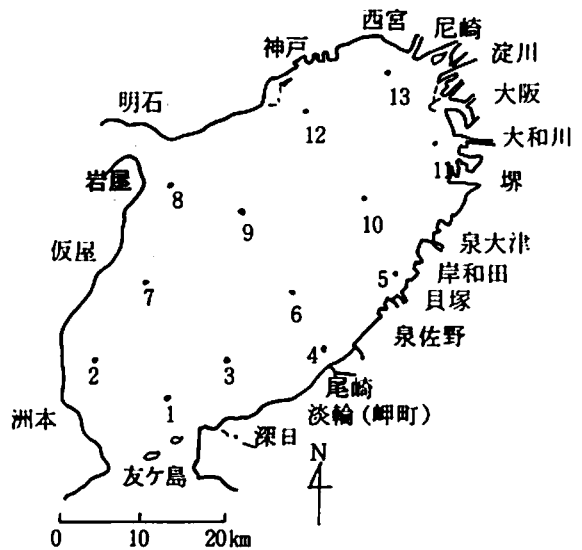 西宮
尼崎
神戸
淀川
13
大阪
明石
12
大和川
11
岩屋
8
堺
9
10
仮屋
泉大津
5
岸和田
7
6
貝塚
泉佐野
4
2
3
尾崎
1
淡輪(岬町)
洲本
深日
N
友ケ島
0 10 20km